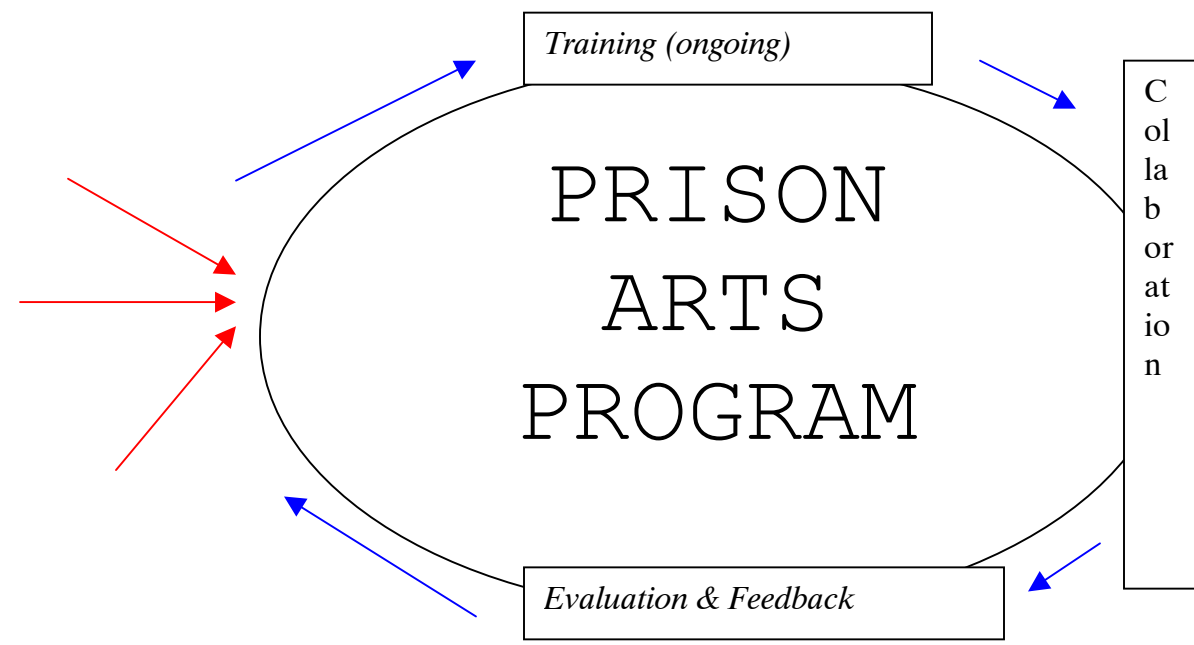 Training (ongoing)
C
ol
la
b
or
at
io
n
PRISON
ARTS
PROGRAM
Evaluation & Feedback